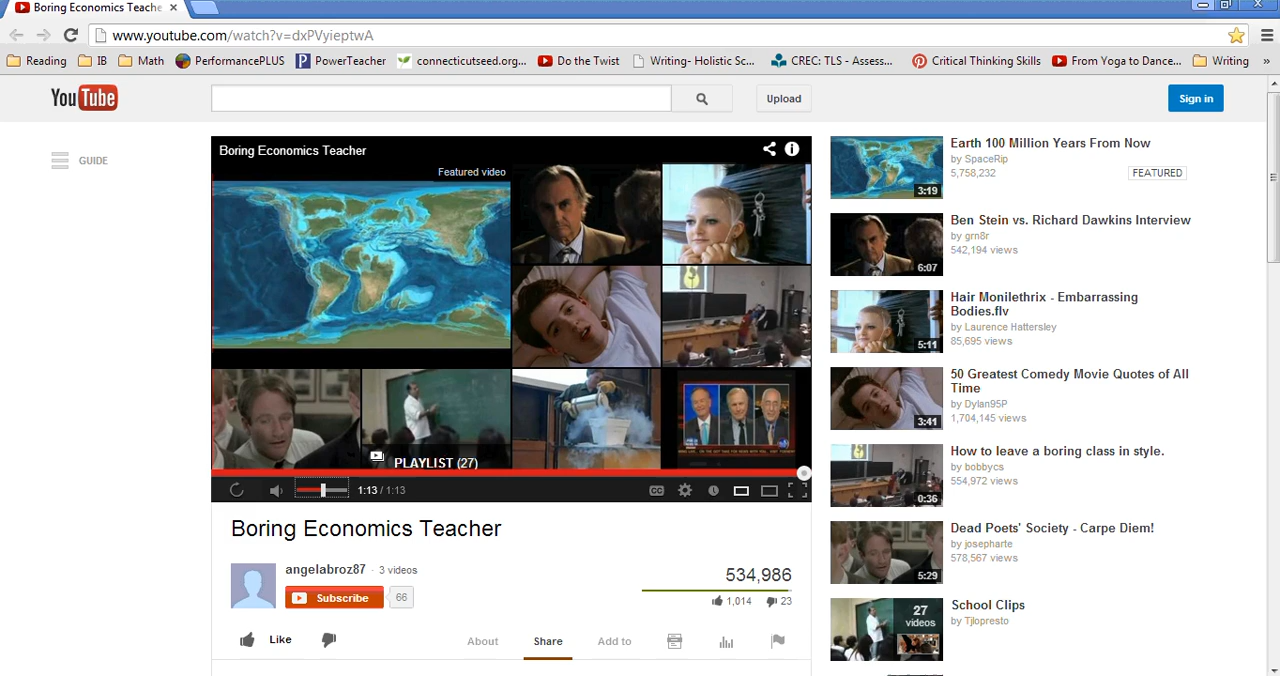 Boring Economics Teache
www.youtube.com/watch?v=dxPVyieptwA
Reading IB Math PerformancePLUS PowerTeacher connecticutseed.org... Do the Twist Writing- Holistic Sc... CREC: TLS - Assess... Critical Thinking Skills From Yoga to Dance... Writing »
YouTube Upload Sign in
GUIDE
Boring Economics Teacher
Featured video
PLAYLIST (27)
1:13 / 1:13
CC
Boring Economics Teacher
angelabroz87 · 3 videos
Subscribe 66
534,986
1,014 23
Like
About Share Add to
Earth 100 Million Years From Now
by SpaceRip
5,758,232
FEATURED
3:19
Ben Stein vs. Richard Dawkins Interview
by grn8r
542,194 views
6:07
Hair Monilethrix - Embarrassing
Bodies.flv
by Laurence Hattersley
85,695 views
5:11
50 Greatest Comedy Movie Quotes of All
Time
by Dylan95P
1,704,145 views
3:41
How to leave a boring class in style.
by bobbycs
554,972 views
0:36
Dead Poets' Society - Carpe Diem!
by josepharte
578,567 views
5:29
School Clips
by Tjlopresto
27
videos